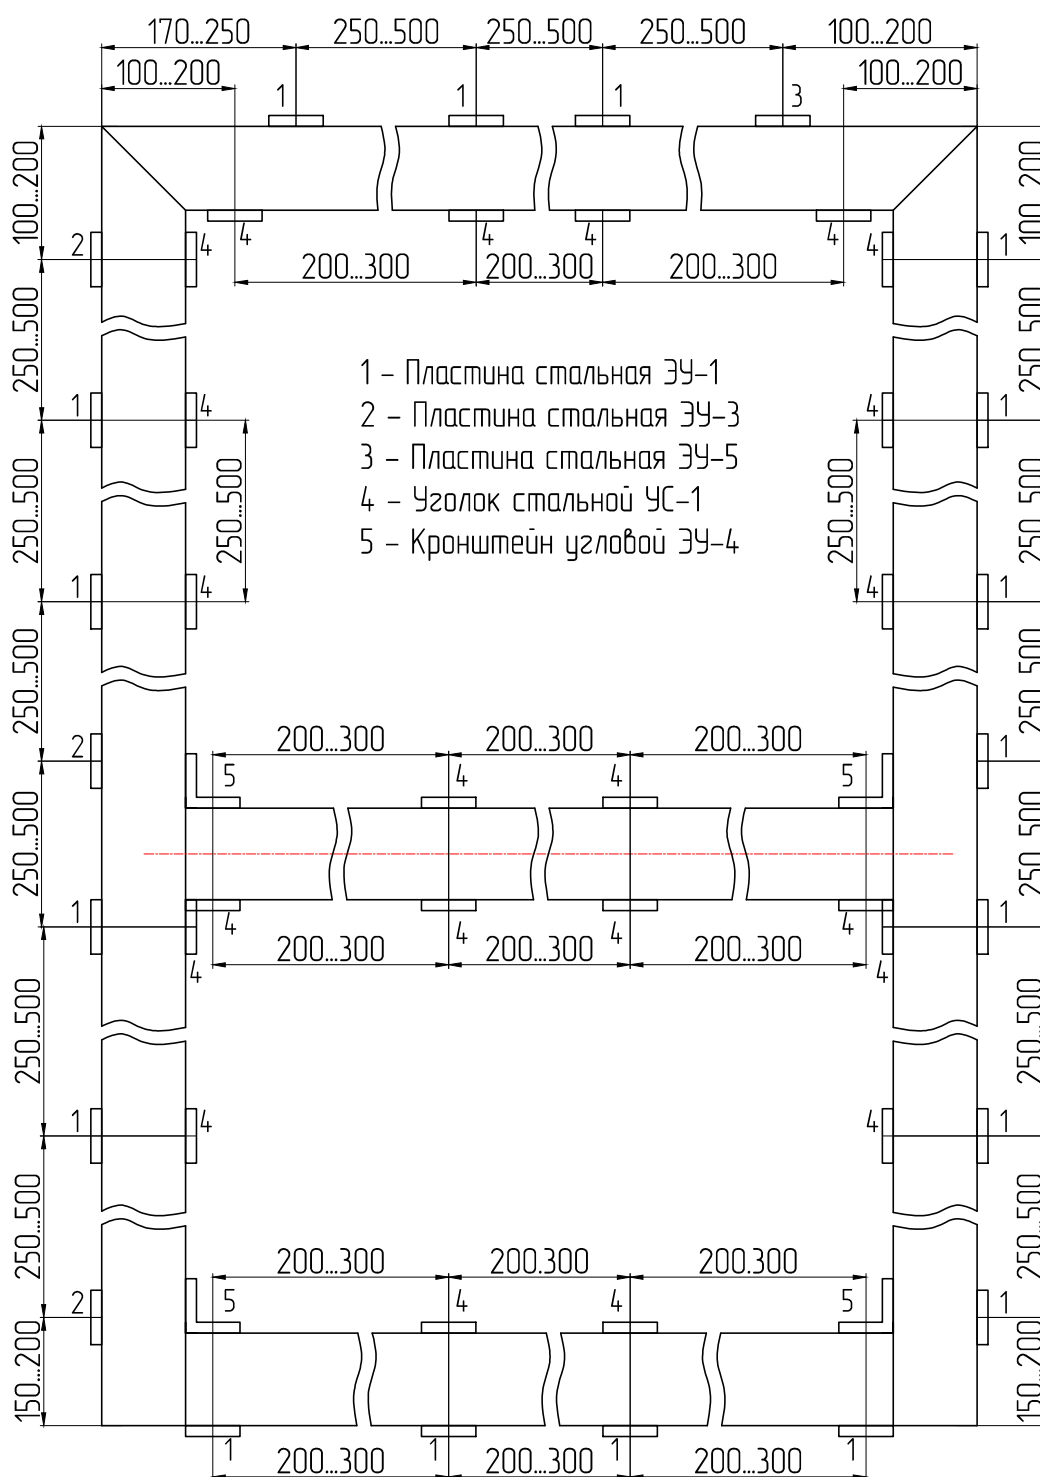 170...250 250...500 250...500 250...500 100...200
100...200 100...200
1 1 1 3
100...200 100...200
4 4 4 4
2 4 4 1
200...300 200...300 200...300
250...500 250...500
1 – Пластина стальная ЭУ–1
1 4 4 1
2 – Пластина стальная ЭУ–3
3 – Пластина стальная ЭУ–5
4 – Уголок стальной УС–1
250...500 250...500 250...500 250...500
5 – Кронштейн угловой ЭУ–4
1 4 4 1
250...500 250...500
200...300 200...300 200...300
2 5 4 4 5 1
250...500 250...500
1 4 4 4 4 1
200...300 200...300 200...300
4 4
250...500 250...500
1 4 4 1
250...500 250...500
200...300 200.300 200.300
2 5 4 4 5 1
150...200 150...200
1 1 1 1
200...300 200...300 200...300